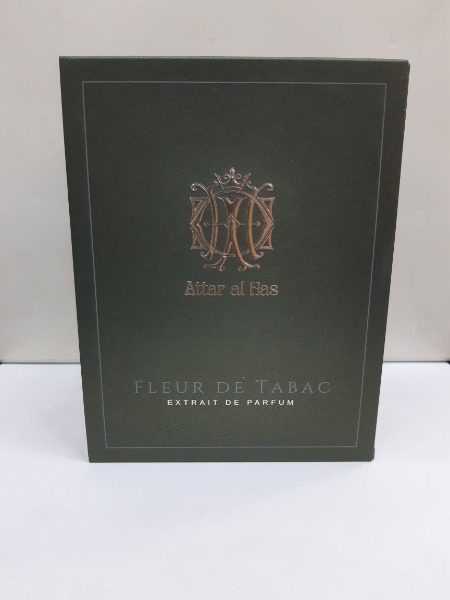 Attar al Has
FLEUR DE TABAC
EXTRAIT DE PARFUM